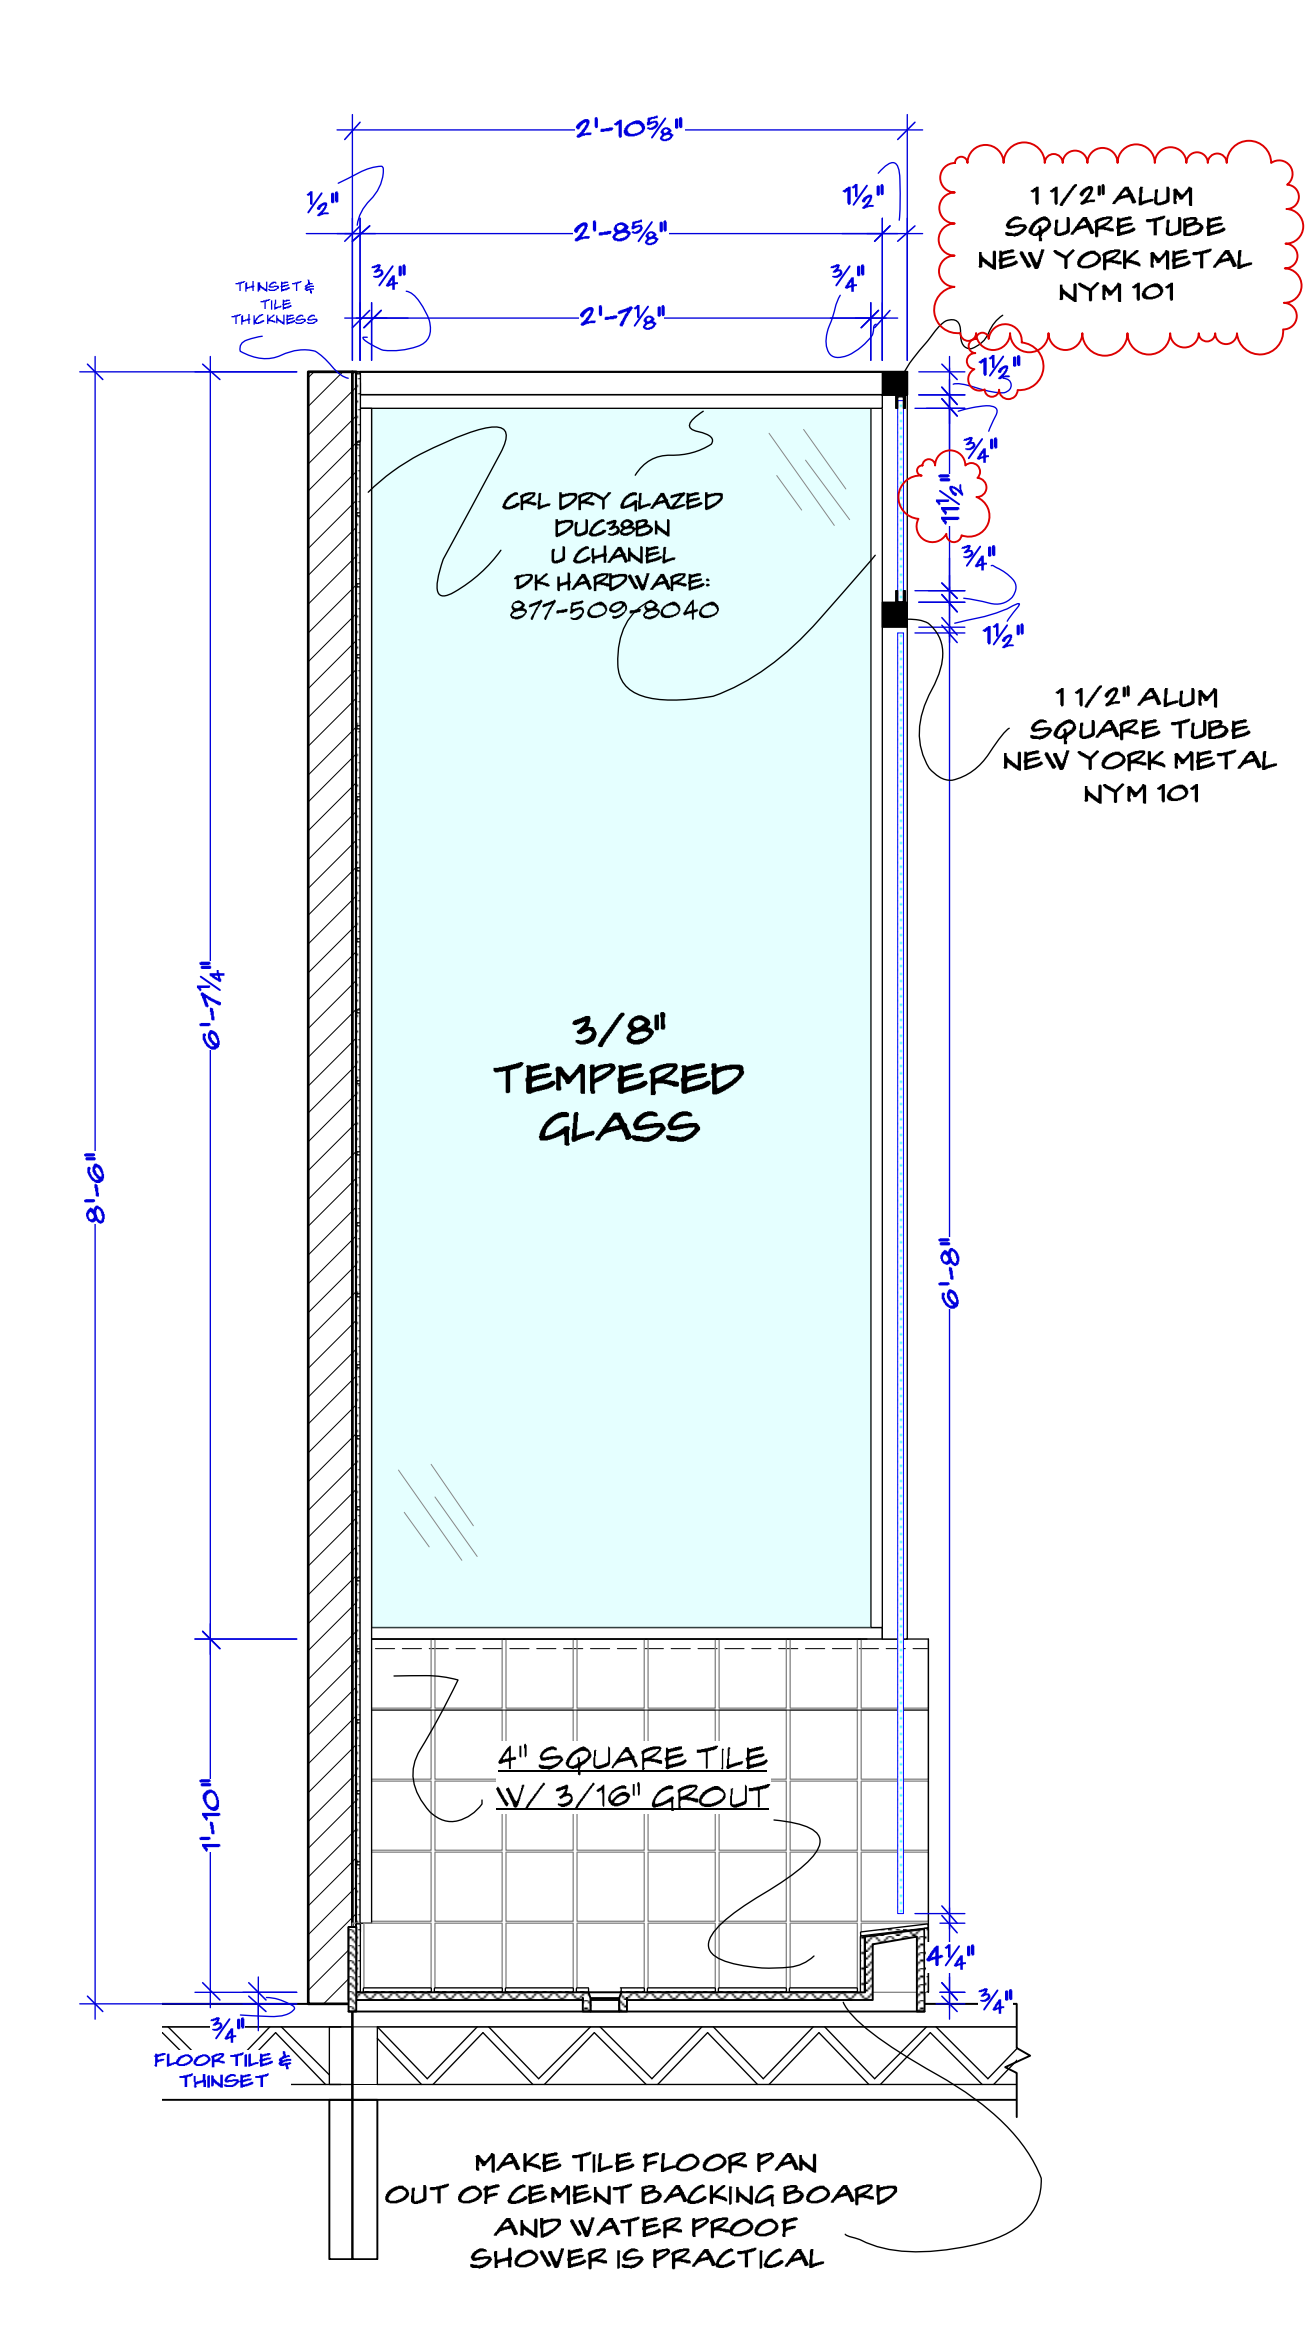 2'-10⅝"
½"
1½"
2'-8⅝"
¾"
¾"
2'-7⅛"
THINSET &
TILE
THICKNESS
1 1/2" ALUM
SQUARE TUBE
NEW YORK METAL
NYM 101
1½"
¾"
11½"
¾"
1½"
CRL DRY GLAZED
DUC38BN
U CHANEL
DK HARDWARE:
877-509-8040
1 1/2" ALUM
SQUARE TUBE
NEW YORK METAL
NYM 101
6'-7¼"
3/8"
TEMPERED
GLASS
8'-6"
6'-8"
4" SQUARE TILE
W/ 3/16" GROUT
1'-10"
4¼"
¾"
¾"
FLOOR TILE &
THINSET
MAKE TILE FLOOR PAN
OUT OF CEMENT BACKING BOARD
AND WATER PROOF
SHOWER IS PRACTICAL